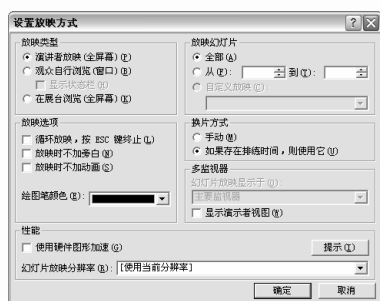 设置放映方式
放映类型
演讲者放映(全屏幕)(P)
观众自行浏览(窗口)(B)
显示状态栏(H)
在展台浏览(全屏幕)(K)
放映幻灯片
全部(A)
从(F): 到(T):
自定义放映(C)
放映选项
循环放映，按 ESC 键终止(L)
放映时不加旁白(N)
放映时不加动画(S)
绘图笔颜色(E):
换片方式
手动(M)
如果存在排练时间，则使用它(U)
多监视器
幻灯片放映显示于(O):
主要监视器
显示演示者视图(W)
性能
使用硬件图形加速(G)
提示(I)
幻灯片放映分辨率(R): [使用当前分辨率]
确定
取消